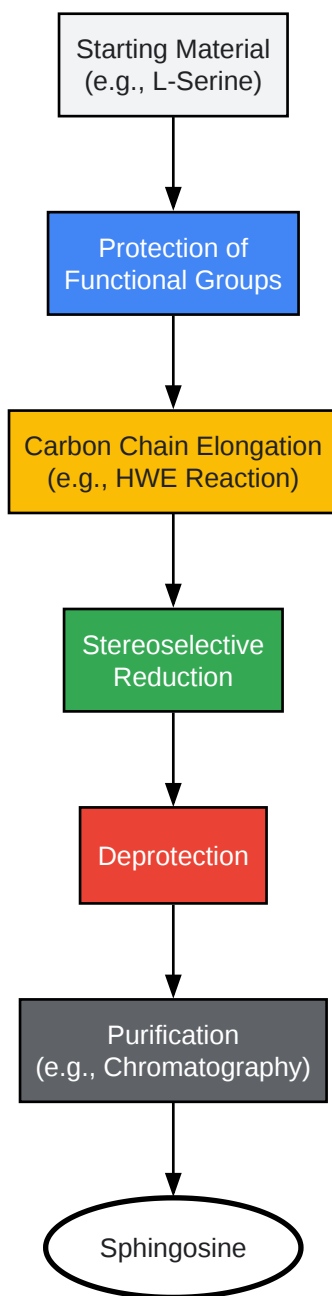 Starting Material
(e.g., L-Serine)
Protection of
Functional Groups
Carbon Chain Elongation
(e.g., HWE Reaction)
Stereoselective
Reduction
Deprotection
Purification
(e.g., Chromatography)
Sphingosine